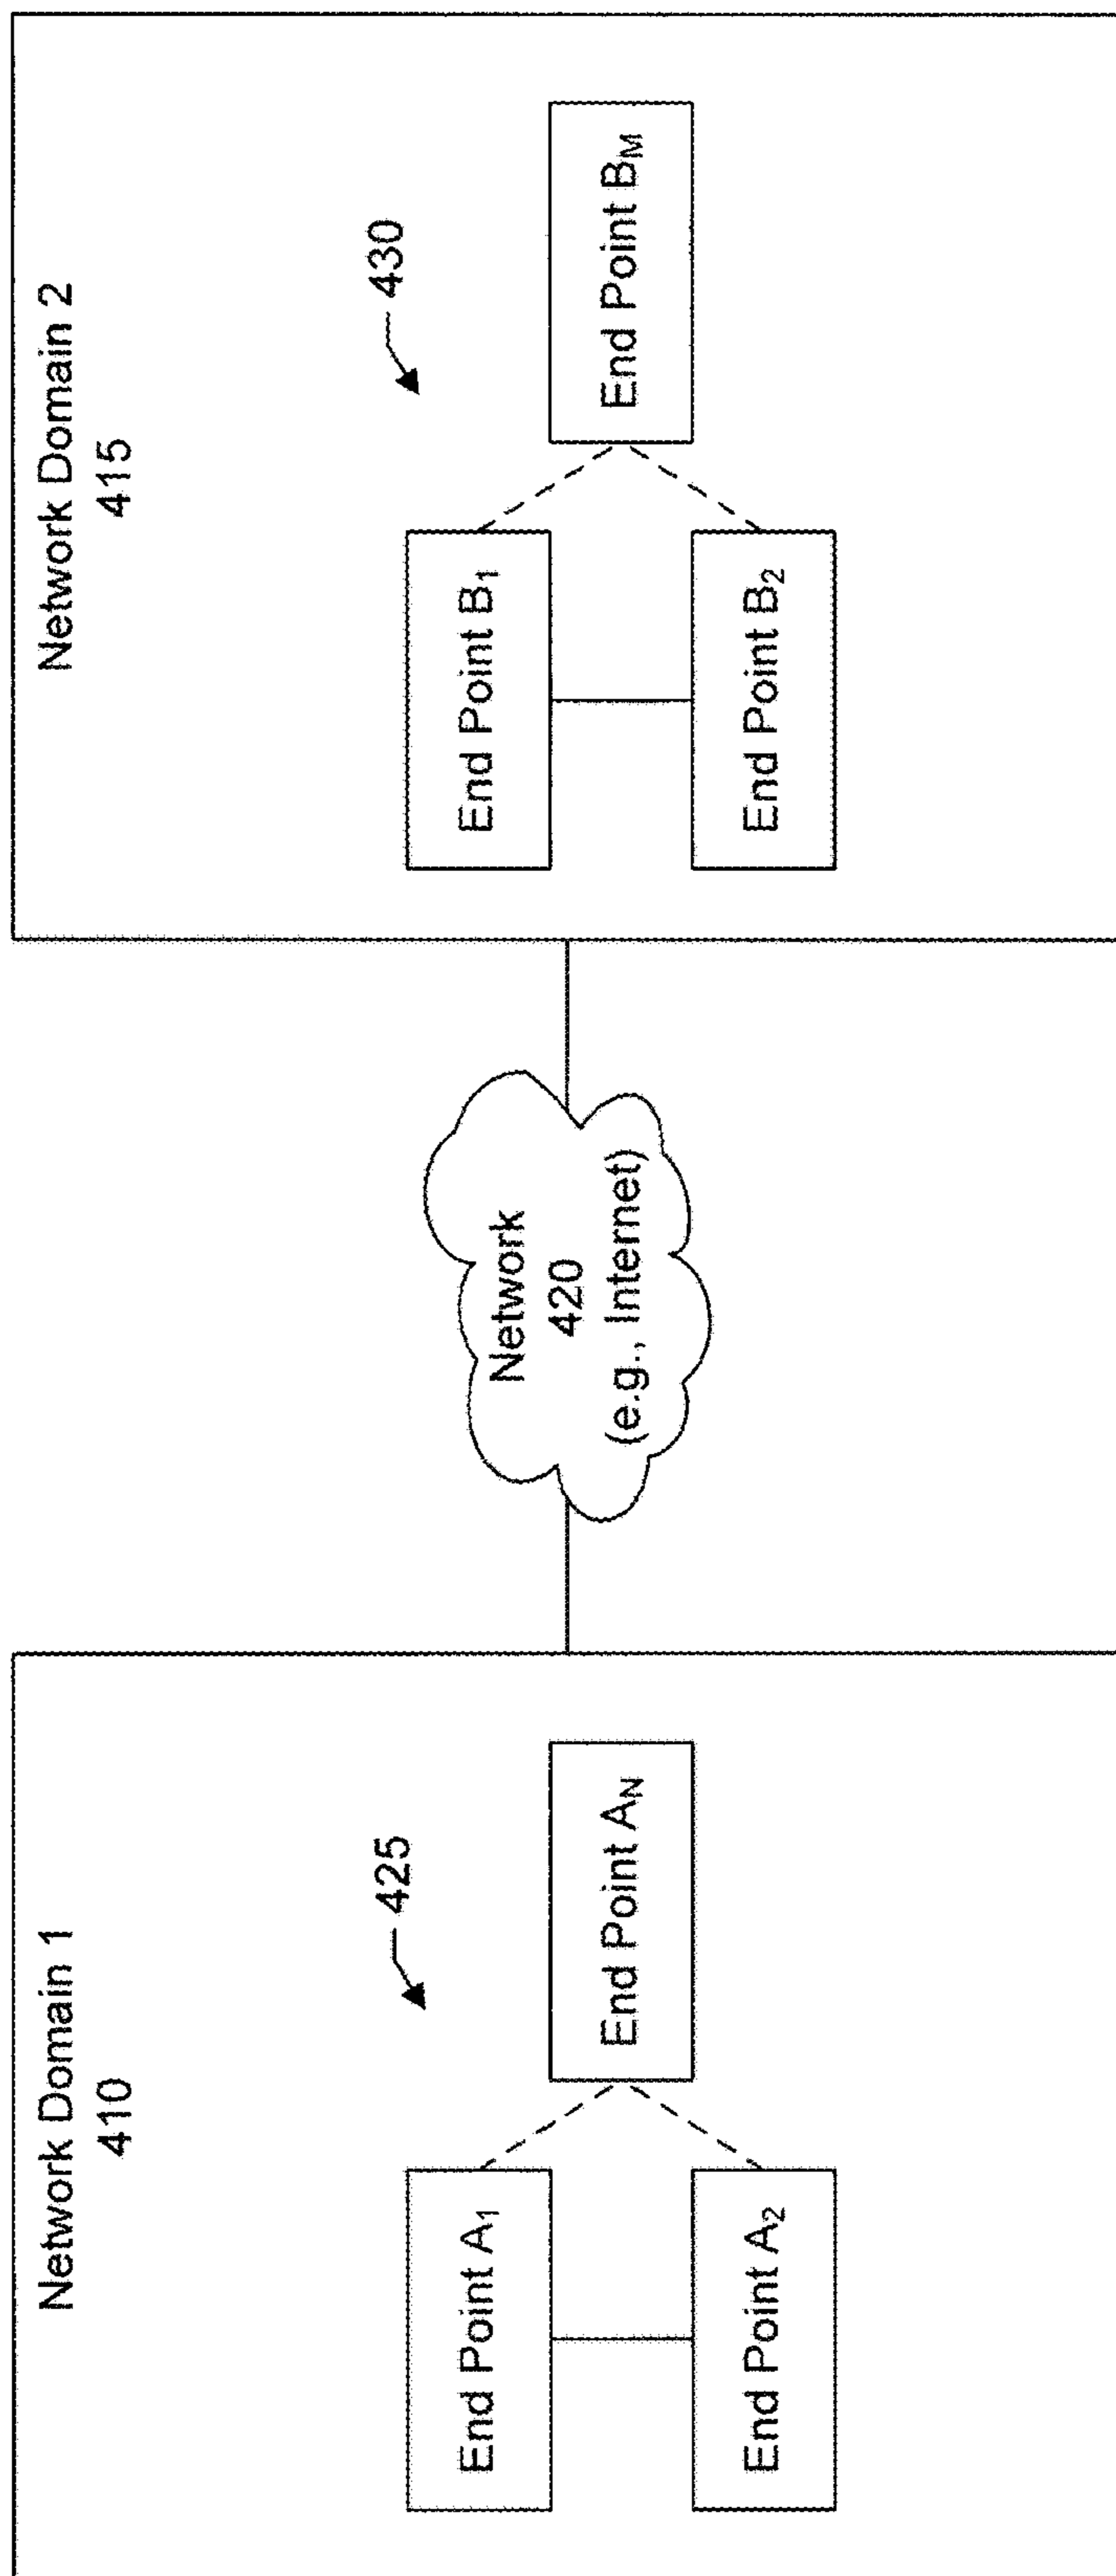 Network Domain 1
410
425
End Point A₁
End Point A₂
End Point Aₙ
Network
420
(e.g., Internet)
Network Domain 2
415
430
End Point B₁
End Point B₂
End Point Bₘ